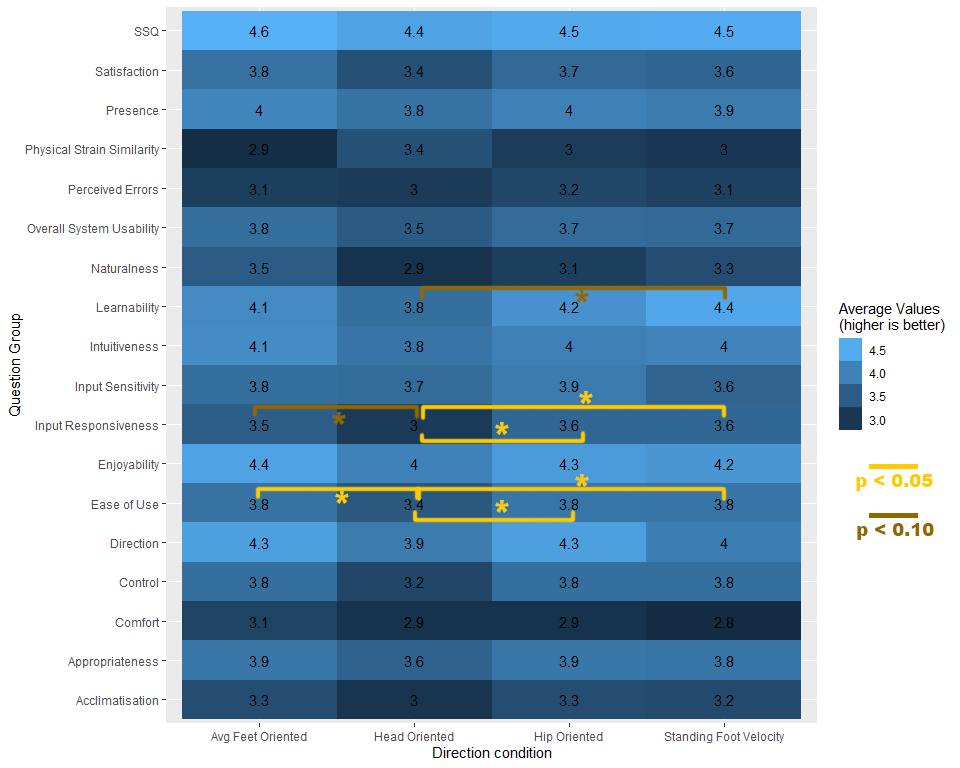 SSQ 4.6 4.4 4.5 4.5
Satisfaction 3.8 3.4 3.7 3.6
Presence 4 3.8 4 3.9
Physical Strain Similarity 2.9 3.4 3 3
Perceived Errors 3.1 3 3.2 3.1
Overall System Usability 3.8 3.5 3.7 3.7
Naturalness 3.5 2.9 3.1 3.3
*
Learnability 4.1 3.8 4.2 4.4
Intuitiveness 4.1 3.8 4 4
Input Sensitivity 3.8 3.7 3.9 3.6
*
Input Responsiveness 3.5 3 3.6 3.6
* *
Enjoyability 4.4 4 4.3 4.2
*
Ease of Use 3.8 3.4 3.8 3.8
* *
Direction 4.3 3.9 4.3 4
Control 3.8 3.2 3.8 3.8
Comfort 3.1 2.9 2.9 2.8
Appropriateness 3.9 3.6 3.9 3.8
Acclimatisation 3.3 3 3.3 3.2
Avg Feet Oriented Head Oriented Hip Oriented Standing Foot Velocity
Direction condition
Question Group
Average Values
(higher is better)
4.5
4.0
3.5
3.0
p < 0.05
p < 0.10